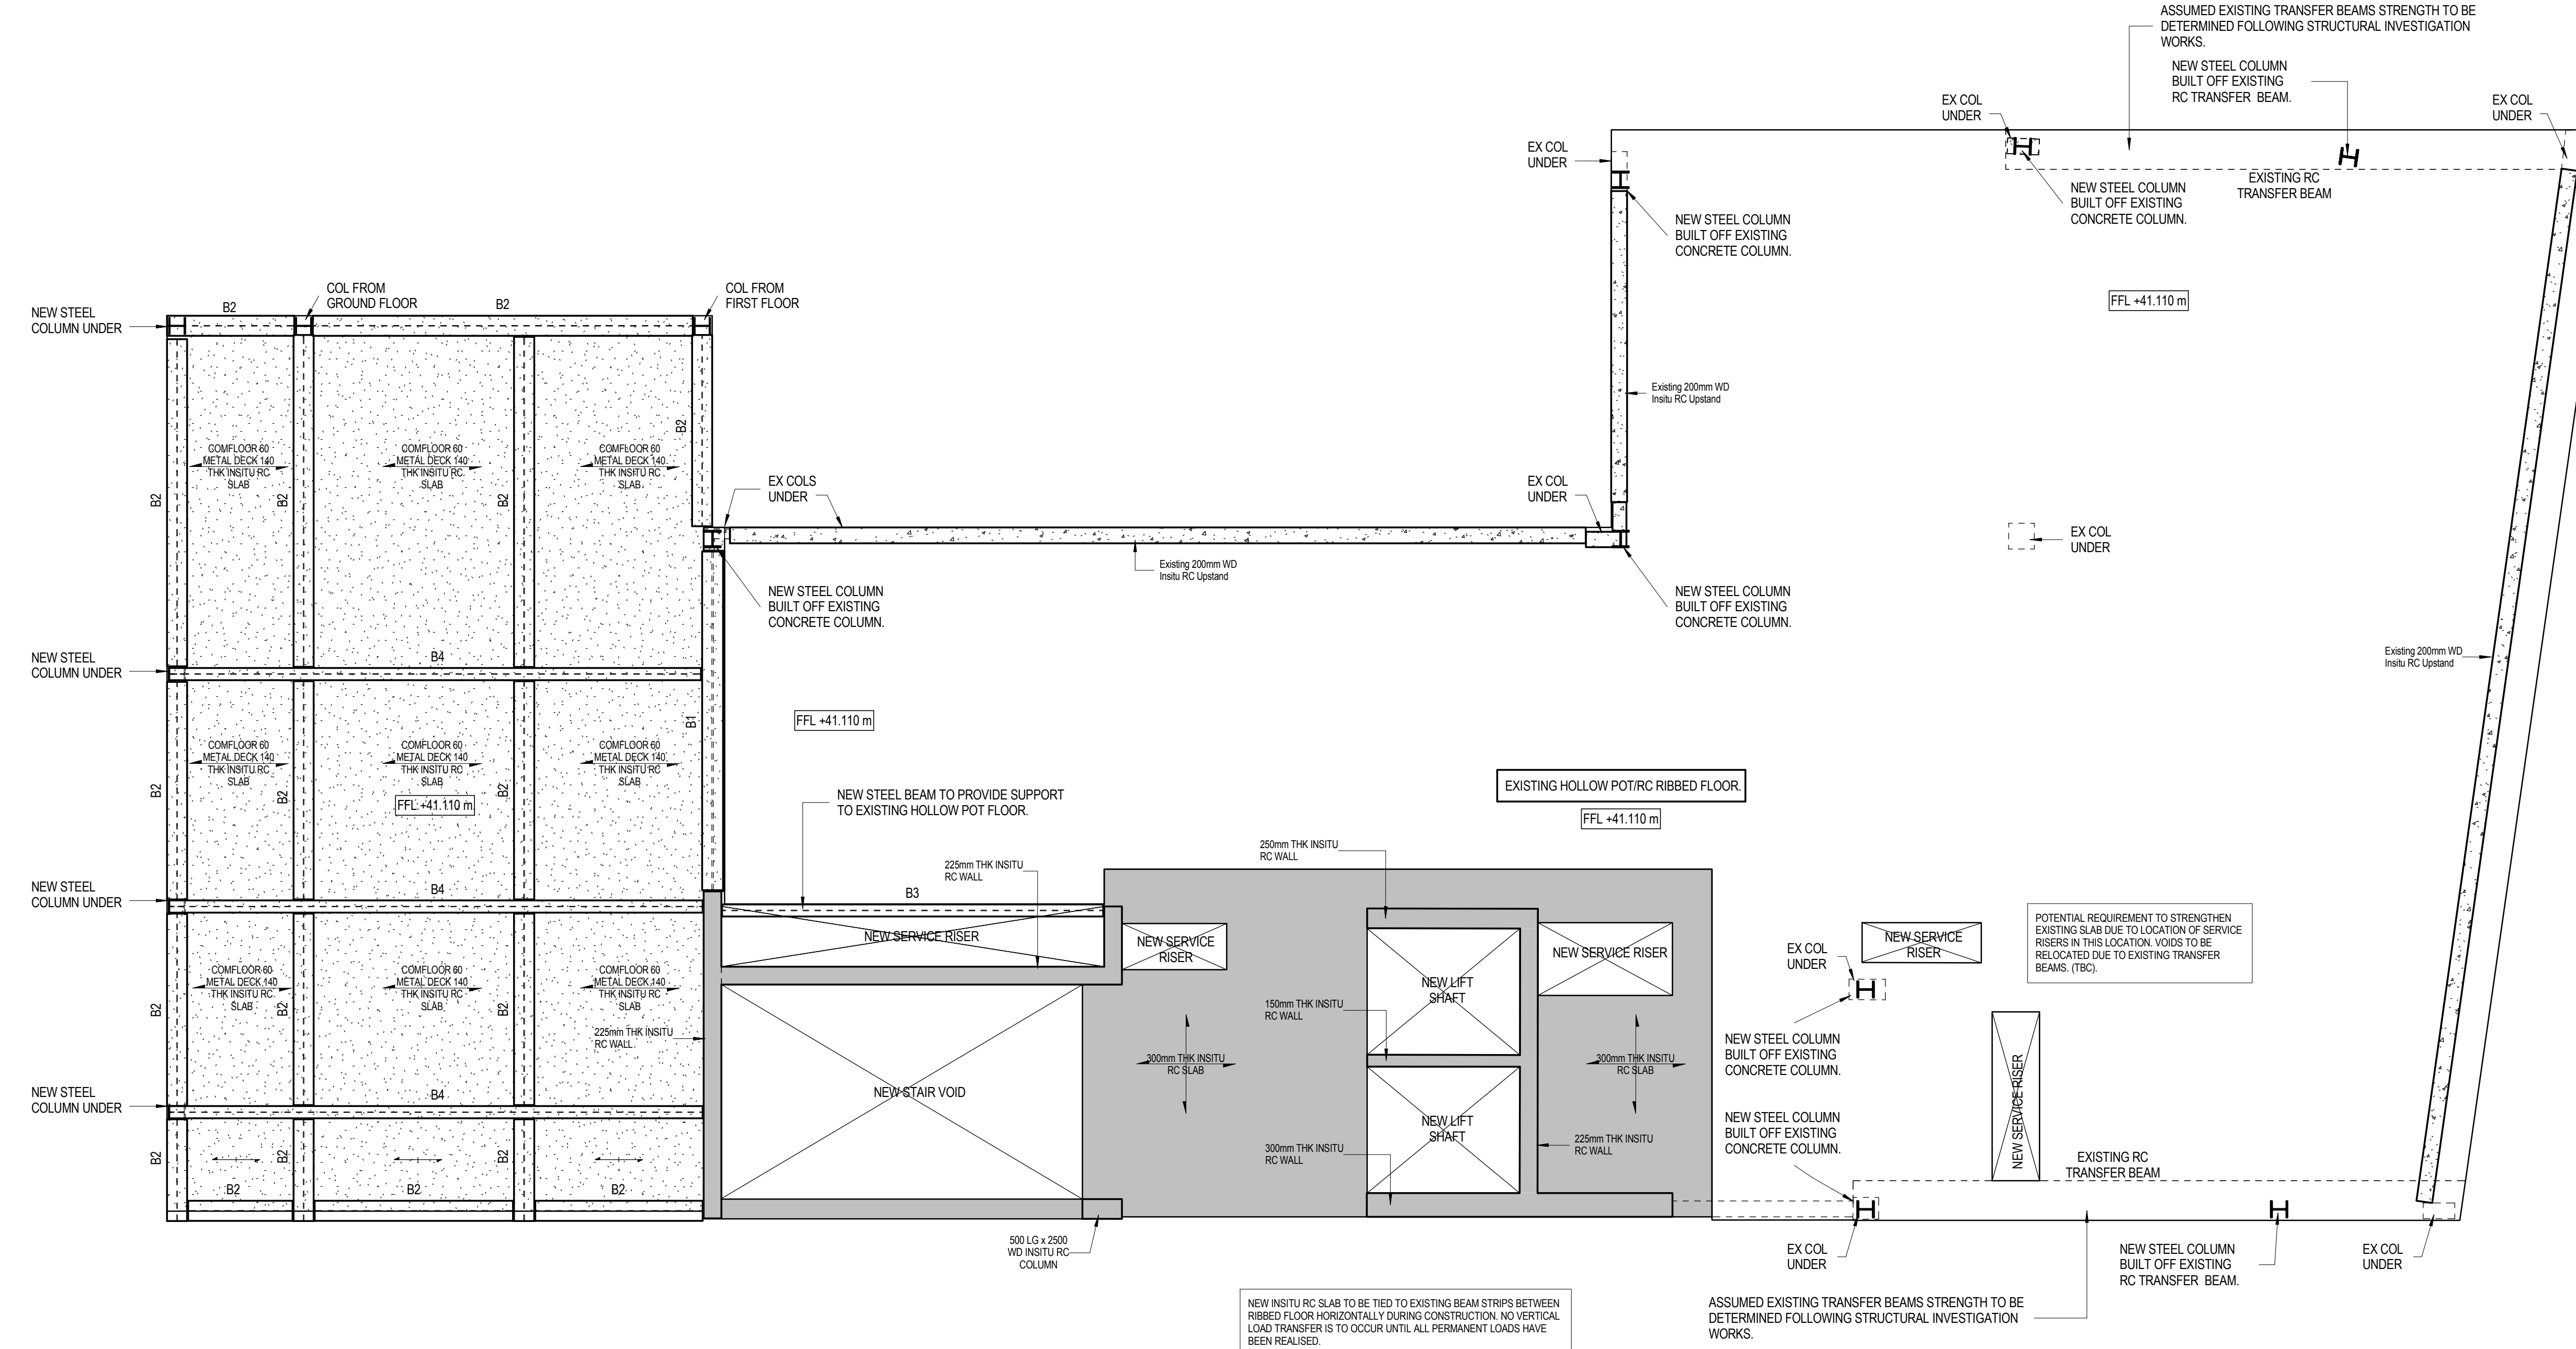 ASSUMED EXISTING TRANSFER BEAMS STRENGTH TO BE
DETERMINED FOLLOWING STRUCTURAL INVESTIGATION
WORKS.
NEW STEEL COLUMN
BUILT OFF EXISTING
RC TRANSFER BEAM.
EX COL
UNDER
EX COL
UNDER
EX COL
UNDER
EXISTING RC
TRANSFER BEAM
NEW STEEL COLUMN
BUILT OFF EXISTING
CONCRETE COLUMN.
NEW STEEL COLUMN
BUILT OFF EXISTING
CONCRETE COLUMN.
FFL +41.110 m
COL FROM
GROUND FLOOR
COL FROM
FIRST FLOOR
B2
B2
NEW STEEL
COLUMN UNDER
Existing 200mm WD
Insitu RC Upstand
B2
COMFLOOR 60
METAL DECK 140
THK INSITU RC
SLAB
COMFLOOR 60
METAL DECK 140
THK INSITU RC
SLAB
COMFLOOR 60
METAL DECK 140
THK INSITU RC
SLAB
B2
B2
B2
EX COLS
UNDER
EX COL
UNDER
EX COL
UNDER
Existing 200mm WD
Insitu RC Upstand
NEW STEEL COLUMN
BUILT OFF EXISTING
CONCRETE COLUMN.
NEW STEEL COLUMN
BUILT OFF EXISTING
CONCRETE COLUMN.
NEW STEEL
COLUMN UNDER
B4
Existing 200mm WD
Insitu RC Upstand
B1
FFL +41.110 m
COMFLOOR 60
METAL DECK 140
THK INSITU RC
SLAB
COMFLOOR 60
METAL DECK 140
THK INSITU RC
SLAB
COMFLOOR 60
METAL DECK 140
THK INSITU RC
SLAB
B2
B2
B2
FFL +41.110 m
NEW STEEL BEAM TO PROVIDE SUPPORT
TO EXISTING HOLLOW POT FLOOR.
EXISTING HOLLOW POT/RC RIBBED FLOOR.
FFL +41.110 m
250mm THK INSITU
RC WALL
225mm THK INSITU
RC WALL
NEW STEEL
COLUMN UNDER
B4
B3
NEW SERVICE RISER
NEW SERVICE
RISER
NEW SERVICE RISER
NEW SERVICE
RISER
POTENTIAL REQUIREMENT TO STRENGTHEN
EXISTING SLAB DUE TO LOCATION OF SERVICE
RISERS IN THIS LOCATION. VOIDS TO BE
RELOCATED DUE TO EXISTING TRANSFER
BEAMS. (TBC).
EX COL
UNDER
COMFLOOR 60
METAL DECK 140
THK INSITU RC
SLAB
COMFLOOR 60
METAL DECK 140
THK INSITU RC
SLAB
COMFLOOR 60
METAL DECK 140
THK INSITU RC
SLAB
B2
B2
B2
NEW LIFT
SHAFT
150mm THK INSITU
RC WALL
225mm THK INSITU
RC WALL
300mm THK INSITU
RC SLAB
300mm THK INSITU
RC SLAB
NEW STEEL COLUMN
BUILT OFF EXISTING
CONCRETE COLUMN.
NEW SERVICE RISER
NEW STEEL
COLUMN UNDER
B4
NEW STAIR VOID
NEW LIFT
SHAFT
NEW STEEL COLUMN
BUILT OFF EXISTING
CONCRETE COLUMN.
300mm THK INSITU
RC WALL
225mm THK INSITU
RC WALL
EXISTING RC
TRANSFER BEAM
B2
B2
B2
B2
B2
B2
500 LG x 2500
WD INSITU RC
COLUMN
EX COL
UNDER
NEW STEEL COLUMN
BUILT OFF EXISTING
RC TRANSFER BEAM.
EX COL
UNDER
NEW INSITU RC SLAB TO BE TIED TO EXISTING BEAM STRIPS BETWEEN
RIBBED FLOOR HORIZONTALLY DURING CONSTRUCTION. NO VERTICAL
LOAD TRANSFER IS TO OCCUR UNTIL ALL PERMANENT LOADS HAVE
BEEN REALISED.
ASSUMED EXISTING TRANSFER BEAMS STRENGTH TO BE
DETERMINED FOLLOWING STRUCTURAL INVESTIGATION
WORKS.